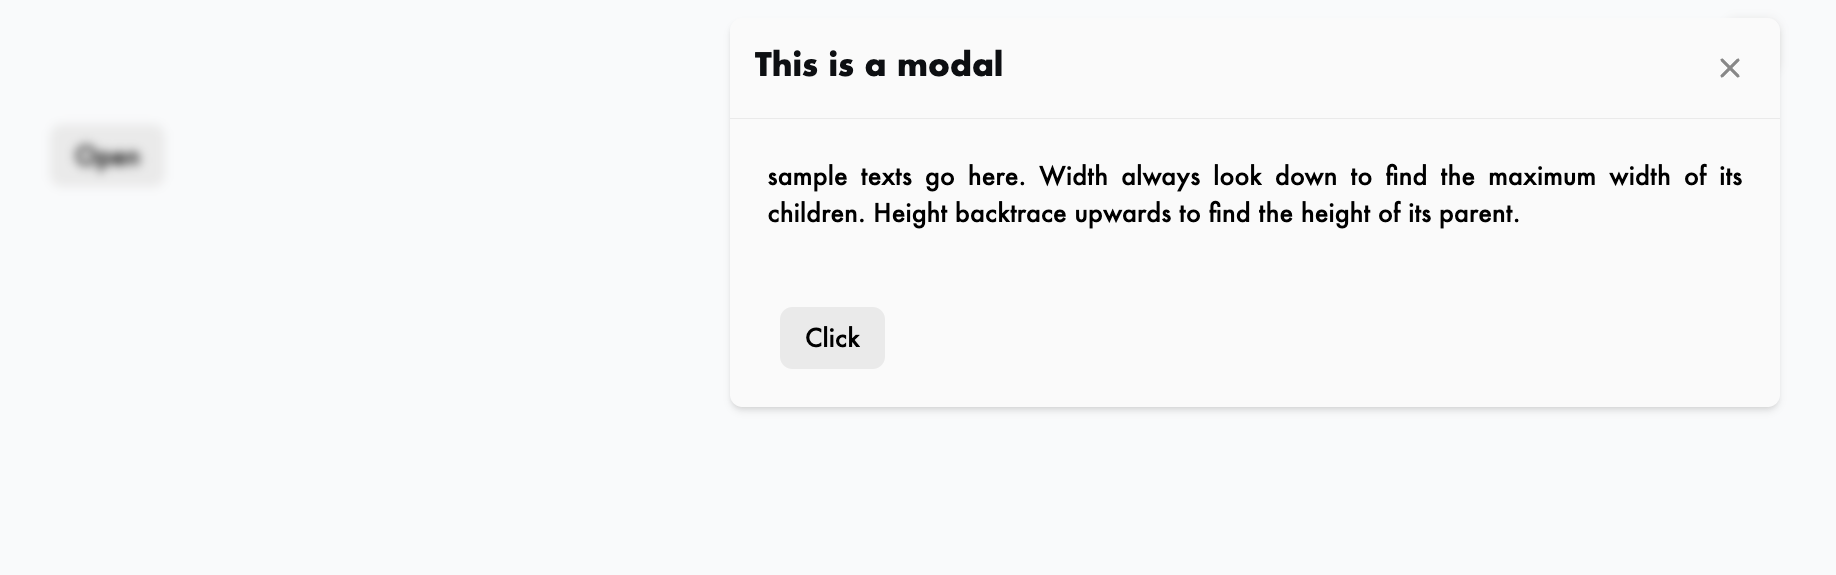 This is a modal
Open
sample texts go here. Width always look down to find the maximum width of its
children. Height backtrace upwards to find the height of its parent.
Click